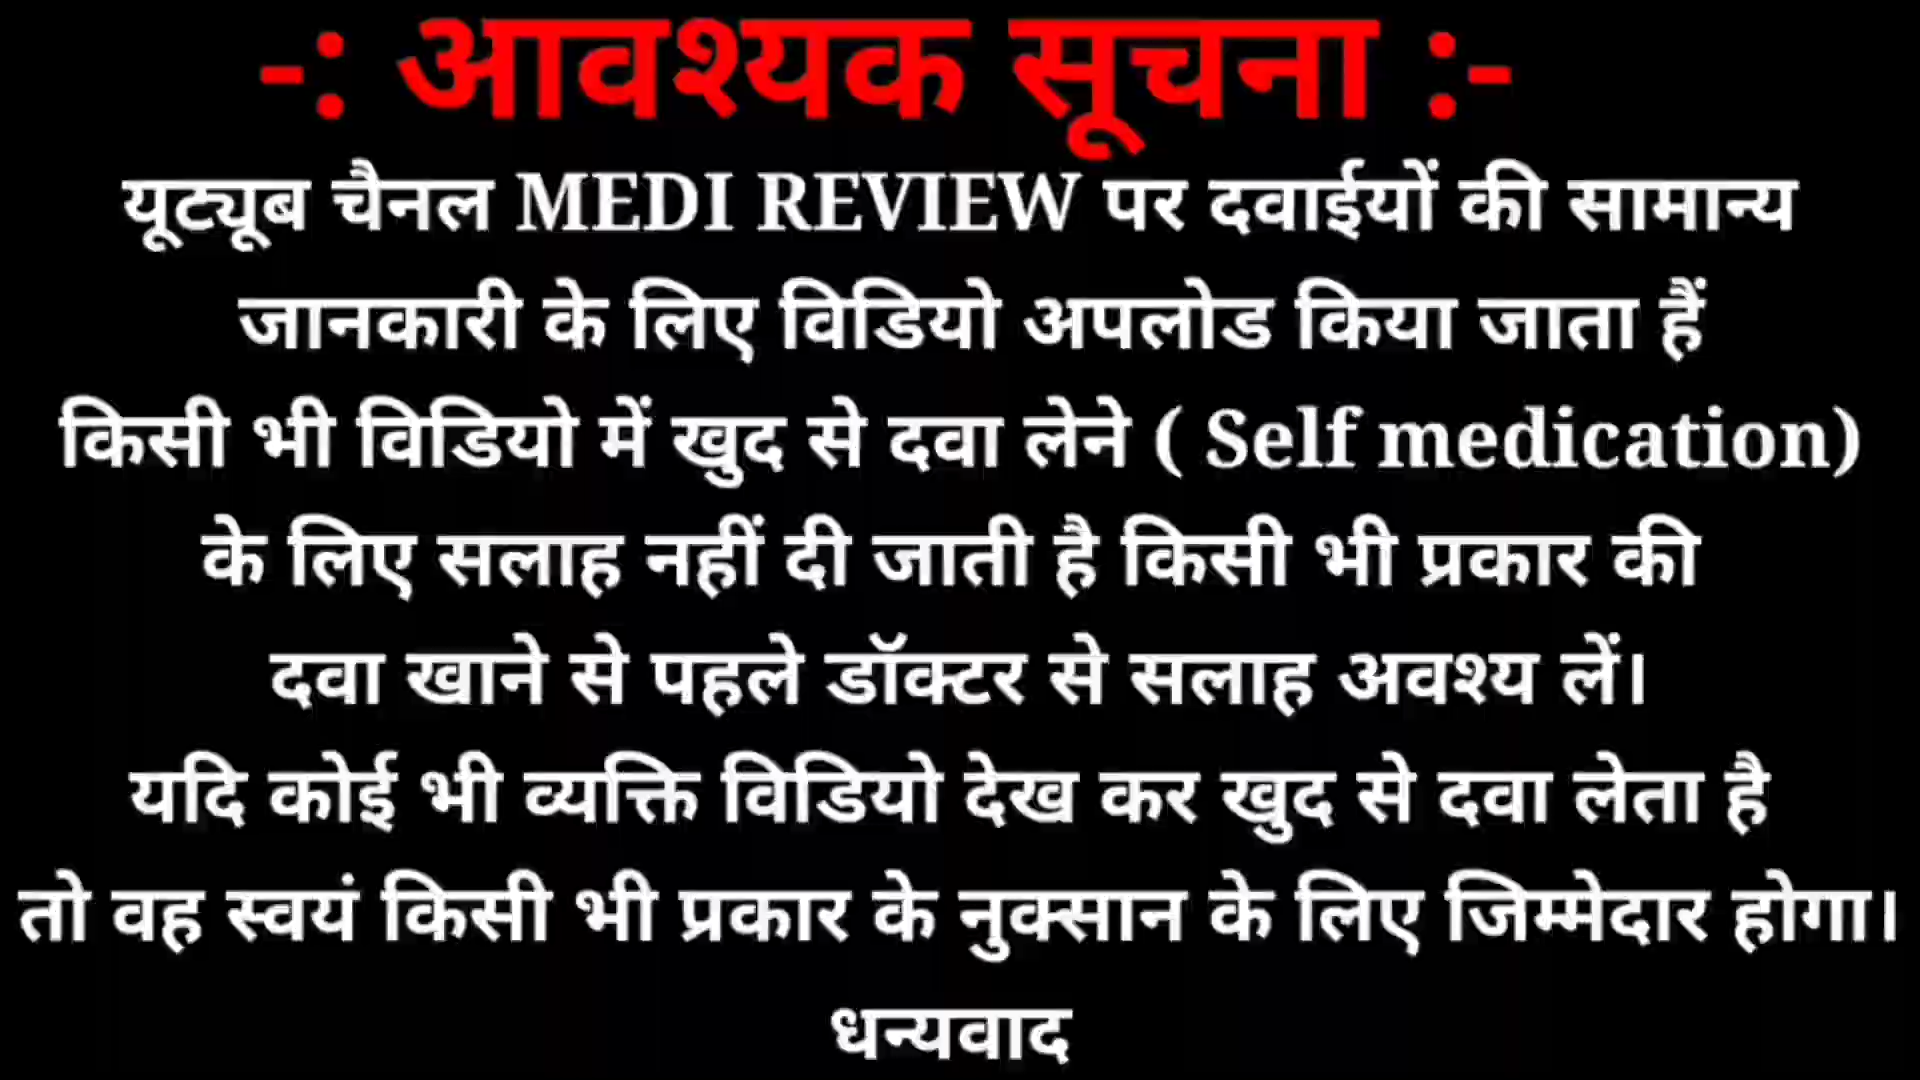 -: आवश्यक सूचना :-
यूट्यूब चैनल MEDI REVIEW पर दवाईयों की सामान्य
जानकारी के लिए विडियो अपलोड किया जाता हैं
किसी भी विडियो में खुद से दवा लेने ( Self medication)
के लिए सलाह नहीं दी जाती है किसी भी प्रकार की
दवा खाने से पहले डॉक्टर से सलाह अवश्य लें।
यदि कोई भी व्यक्ति विडियो देख कर खुद से दवा लेता है
तो वह स्वयं किसी भी प्रकार के नुक्सान के लिए जिम्मेदार होगा।
धन्यवाद